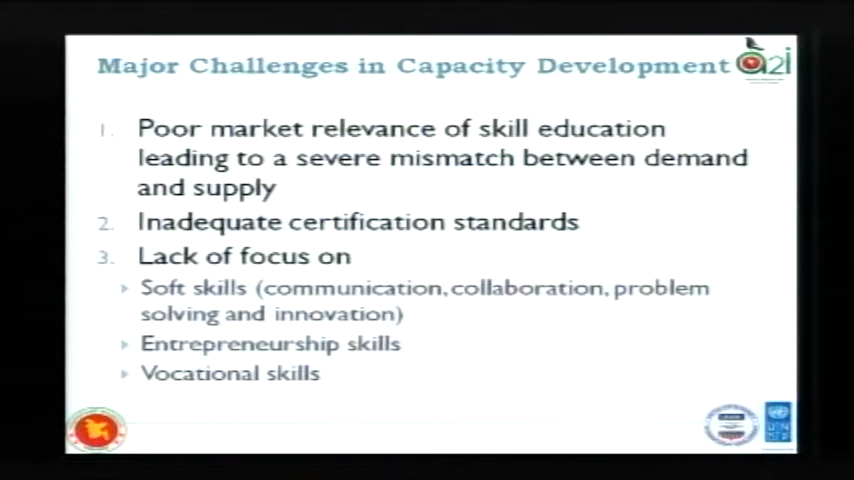 Major Challenges in Capacity Development
a2i
1. Poor market relevance of skill education
leading to a severe mismatch between demand
and supply
2. Inadequate certification standards
3. Lack of focus on
Soft skills (communication, collaboration, problem
solving and innovation)
Entrepreneurship skills
Vocational skills